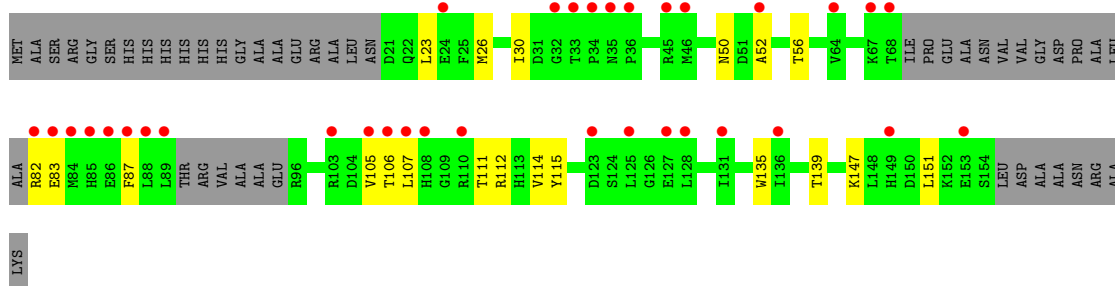 MET ALA SER ARG GLY SER HIS HIS HIS HIS HIS HIS GLY ALA ALA GLU ARG ALA LEU ASN D21 Q22 L23 E24 F25 M26 I30 D31 G32 T33 P34 N35 P36 R45 M46 N50 D51 A52 T56 V64 K67 T68 ILE PRO GLU ALA ASN VAL VAL GLY ASP PRO ALA LEU
ALA R82 E83 M84 H85 E86 F87 L88 L89 THR ARG VAL ALA ALA GLU R96 R103 D104 V105 T106 L107 H108 G109 R110 T111 R112 H113 V114 Y115 D123 S124 L125 G126 E127 L128 I131 W135 I136 T139 K147 L148 H149 D150 L151 K152 E153 S154 LEU ASP ALA ALA ASN ARG ALA
LYS